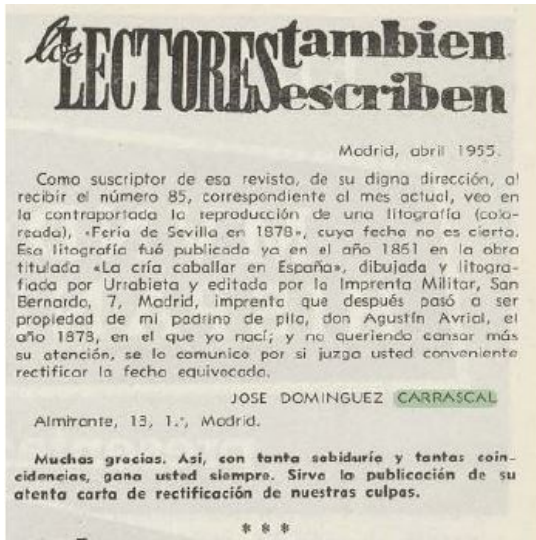 los LECTORES tambien escriben
Madrid, abril 1955.
Como suscriptor de esa revista, de su digna dirección, al
recibir el número 85, correspondiente al mes actual, veo en
la contraportada la reproducción de una litografía (colo-
reada), «Feria de Sevilla en 1878», cuya fecha no es cierta.
Esa litografía fué publicada ya en el año 1861 en la obra
titulada «La cría caballar en España», dibujada y litogra-
fiada por Urrabieta y editada por la Imprenta Militar, San
Bernardo, 7, Madrid, imprenta que después pasó a ser
propiedad de mi padrino de pila, don Agustín Avrial, el
año 1878, en el que yo nací; y no queriendo cansar más
su atención, se lo comunico por si juzga usted conveniente
rectificar la fecha equivocada.
JOSE DOMINGUEZ CARRASCAL
Almirante, 13, 1.º, Madrid.
Muchas gracias. Así, con tanta sabiduría y tantas coin-
cidencias, gana usted siempre. Sirva la publicación de su
atenta carta de rectificación de nuestras culpas.
* * *